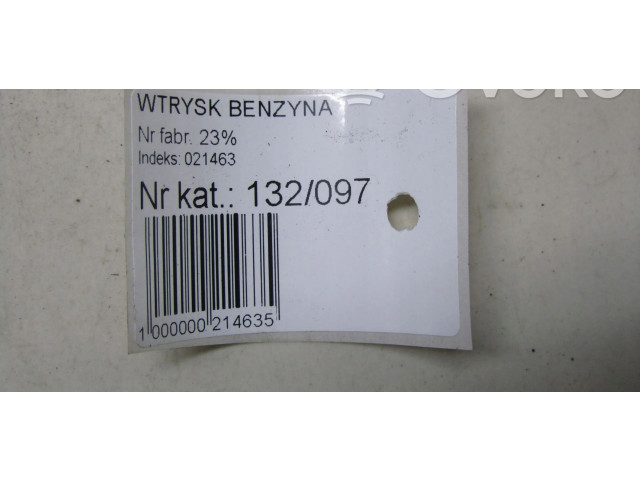 WTRYSK BENZYNA
Nr fabr. 23%
Indeks: 021463
Nr kat.: 132/097
1 000000 214635